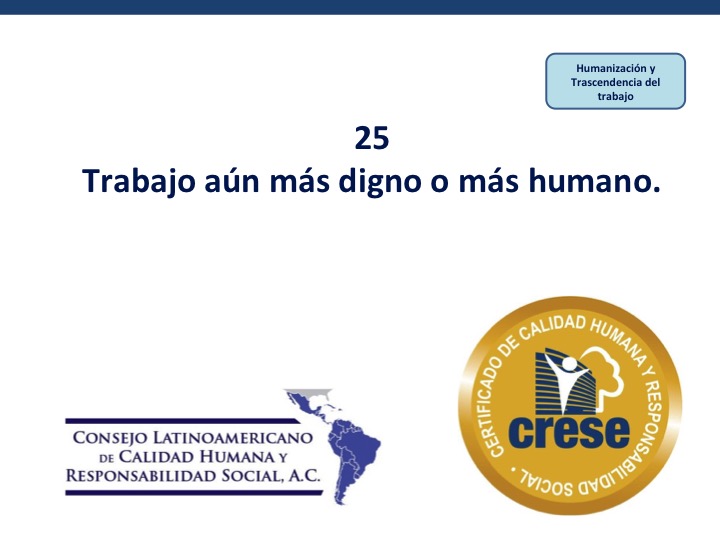 Humanización y
Trascendencia del
trabajo
25
Trabajo aún más digno o más humano.
CONSEJO LATINOAMERICANO
DE CALIDAD HUMANA Y
RESPONSABILIDAD SOCIAL, A.C.
CERTIFICADO DE CALIDAD HUMANA Y RESPONSABILIDAD SOCIAL •
crese